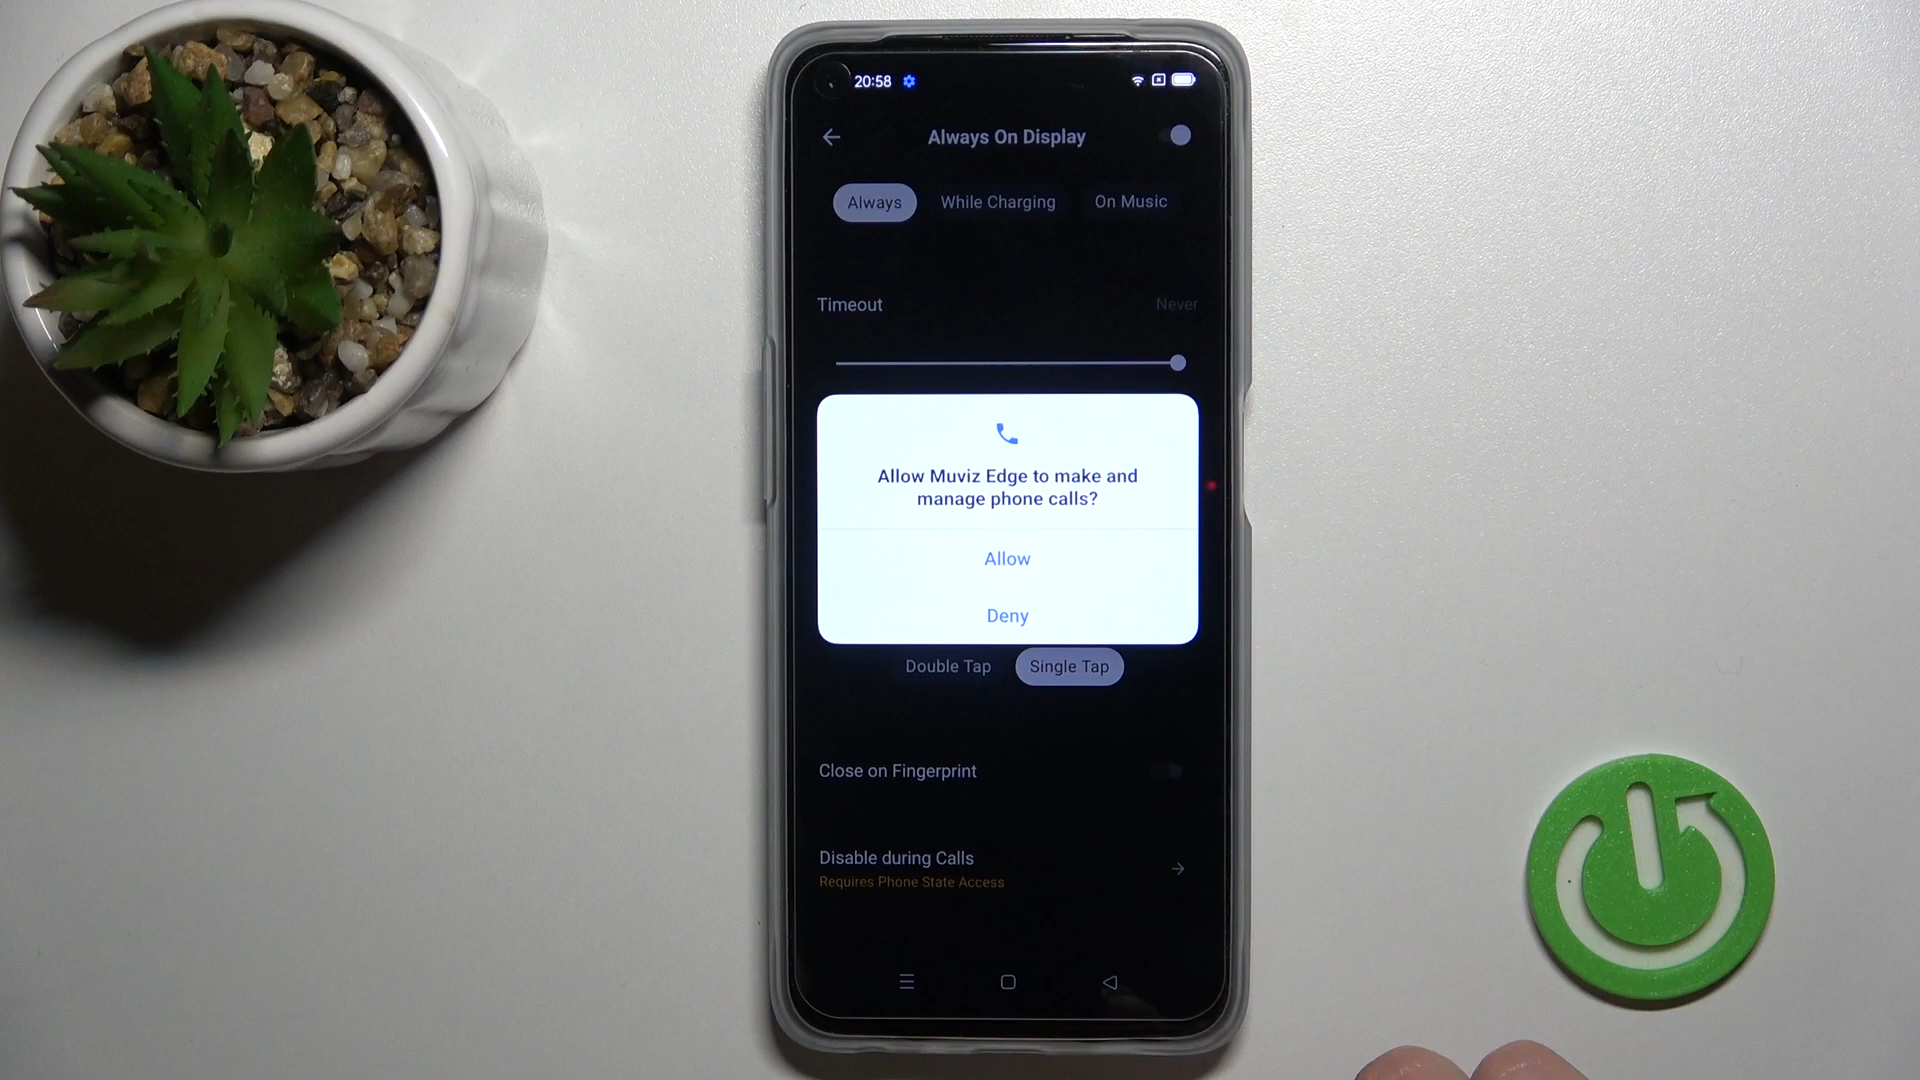 20:58
Always On Display
Always While Charging On Music
Timeout Never
Allow Muviz Edge to make and
manage phone calls?
Allow
Deny
Double Tap Single Tap
Close on Fingerprint
Disable during Calls
Requires Phone State Access